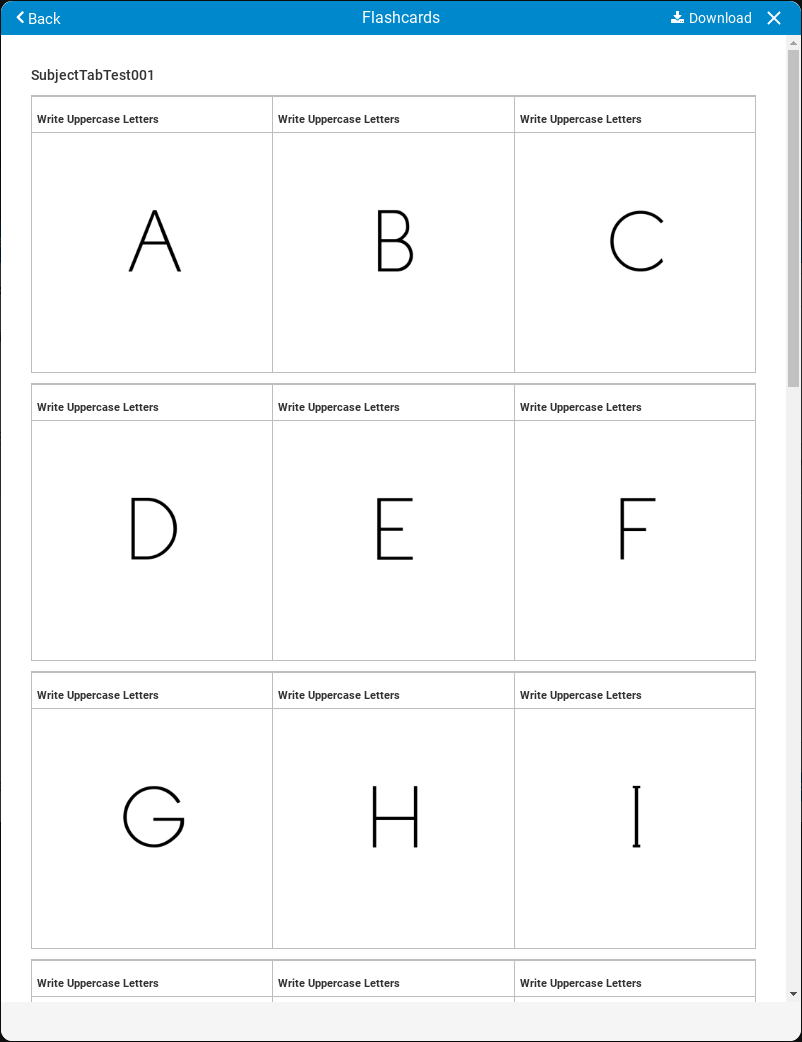 Back Flashcards Download
SubjectTabTest001
Write Uppercase Letters Write Uppercase Letters Write Uppercase Letters
A B C
Write Uppercase Letters Write Uppercase Letters Write Uppercase Letters
D E F
Write Uppercase Letters Write Uppercase Letters Write Uppercase Letters
G H I
Write Uppercase Letters Write Uppercase Letters Write Uppercase Letters